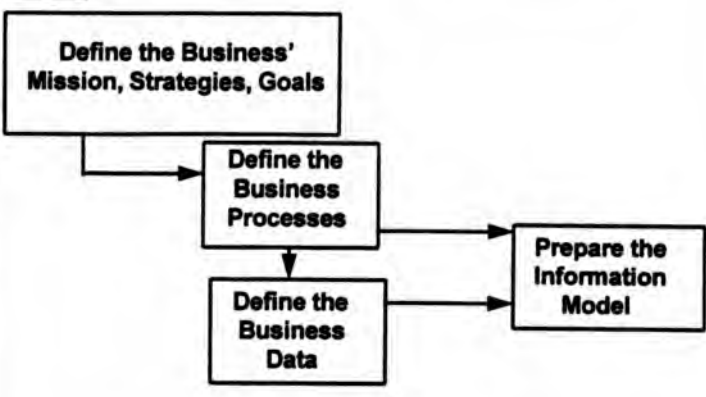 Define the Business'
Mission, Strategies, Goals
Define the
Business
Processes
Prepare the
Information
Model
Define the
Business
Data